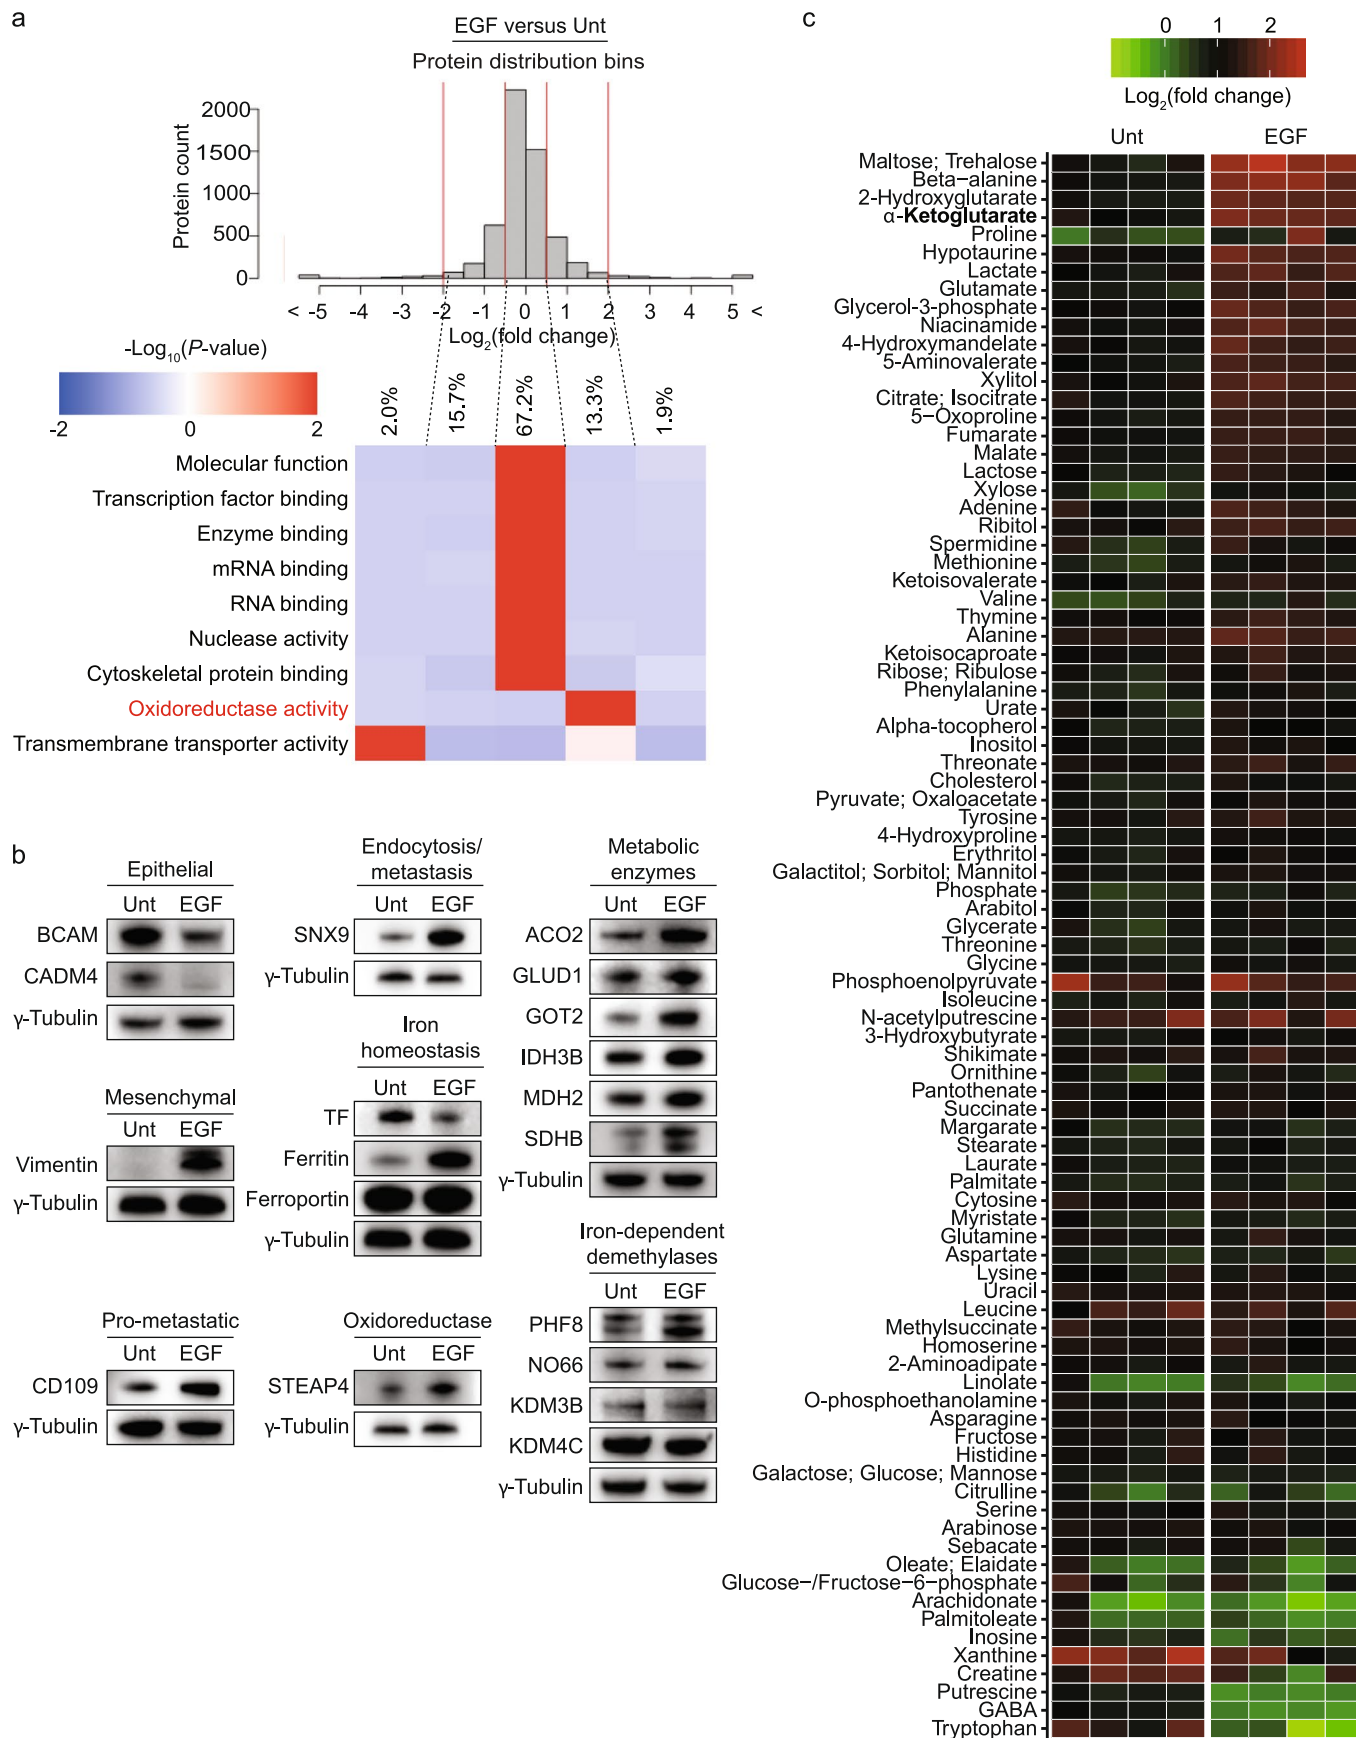 a
EGF versus Unt
Protein distribution bins
Protein count
2000
1500
1000
500
0
< -5 -4 -3 -2 -1 0 1 2 3 4 5 <
Log2(fold change)
-Log10(P-value)
-2 0 2
2.0% 15.7% 67.2% 13.3% 1.9%
Molecular function
Transcription factor binding
Enzyme binding
mRNA binding
RNA binding
Nuclease activity
Cytoskeletal protein binding
Oxidoreductase activity
Transmembrane transporter activity
b
Epithelial
Unt EGF
BCAM
CADM4
γ-Tubulin
Mesenchymal
Unt EGF
Vimentin
γ-Tubulin
Pro-metastatic
Unt EGF
CD109
γ-Tubulin
Endocytosis/
metastasis
Unt EGF
SNX9
γ-Tubulin
Iron
homeostasis
Unt EGF
TF
Ferritin
Ferroportin
γ-Tubulin
Oxidoreductase
Unt EGF
STEAP4
γ-Tubulin
Metabolic
enzymes
Unt EGF
ACO2
GLUD1
GOT2
IDH3B
MDH2
SDHB
γ-Tubulin
Iron-dependent
demethylases
Unt EGF
PHF8
NO66
KDM3B
KDM4C
γ-Tubulin
c
0 1 2
Log2(fold change)
Unt EGF
Maltose; Trehalose
Beta-alanine
2-Hydroxyglutarate
α-Ketoglutarate
Proline
Hypotaurine
Lactate
Glutamate
Glycerol-3-phosphate
Niacinamide
4-Hydroxymandelate
5-Aminovalerate
Xylitol
Citrate; Isocitrate
5-Oxoproline
Fumarate
Malate
Lactose
Xylose
Adenine
Ribitol
Spermidine
Methionine
Ketoisovalerate
Valine
Thymine
Alanine
Ketoisocaproate
Ribose; Ribulose
Phenylalanine
Urate
Alpha-tocopherol
Inositol
Threonate
Cholesterol
Pyruvate; Oxaloacetate
Tyrosine
4-Hydroxyproline
Erythritol
Galactitol; Sorbitol; Mannitol
Phosphate
Arabitol
Glycerate
Threonine
Glycine
Phosphoenolpyruvate
Isoleucine
N-acetylputrescine
3-Hydroxybutyrate
Shikimate
Ornithine
Pantothenate
Succinate
Margarate
Stearate
Laurate
Palmitate
Cytosine
Myristate
Glutamine
Aspartate
Lysine
Uracil
Leucine
Methylsuccinate
Homoserine
2-Aminoadipate
Linolate
O-phosphoethanolamine
Asparagine
Fructose
Histidine
Galactose; Glucose; Mannose
Citrulline
Serine
Arabinose
Sebacate
Oleate; Elaidate
Glucose-/Fructose-6-phosphate
Arachidonate
Palmitoleate
Inosine
Xanthine
Creatine
Putrescine
GABA
Tryptophan